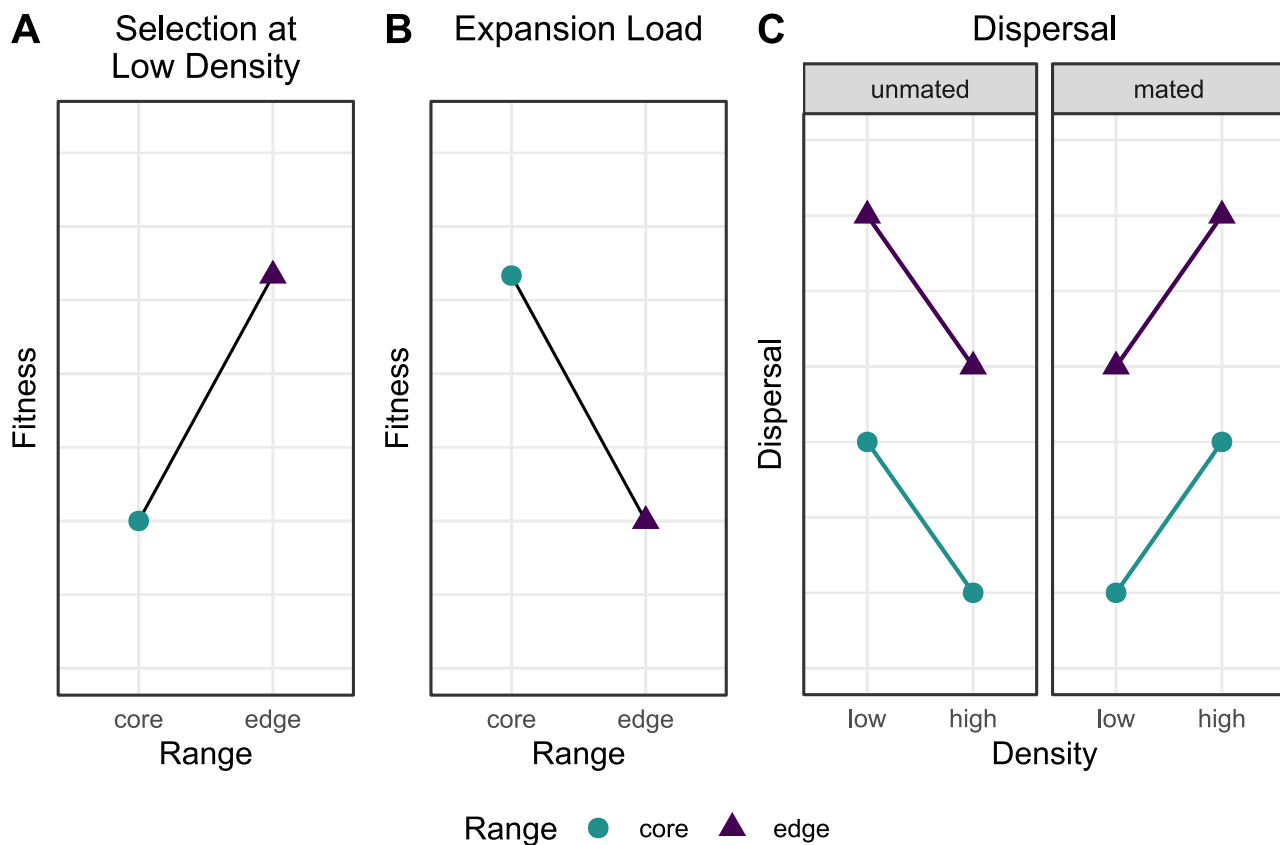 A
Selection at
Low Density
Fitness
core edge
Range
B
Expansion Load
Fitness
core edge
Range
C
Dispersal
unmated mated
Dispersal
low high low high
Density
Range core edge